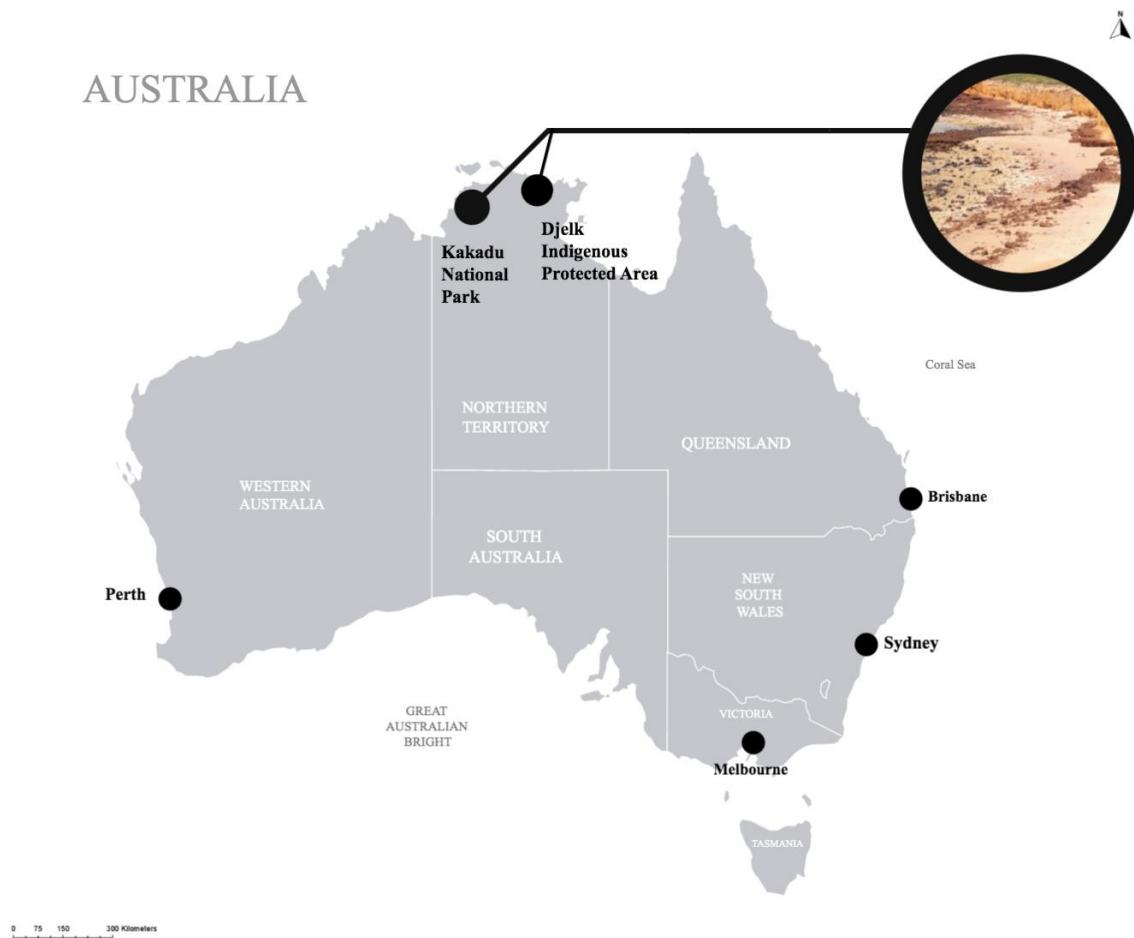 N
AUSTRALIA
Kakadu
National
Park
Djelk
Indigenous
Protected Area
Coral Sea
NORTHERN
TERRITORY
QUEENSLAND
WESTERN
AUSTRALIA
Brisbane
SOUTH
AUSTRALIA
NEW
SOUTH
WALES
Perth
Sydney
GREAT
AUSTRALIAN
BRIGHT
VICTORIA
Melbourne
TASMANIA
0 75 150 300 Kilometers